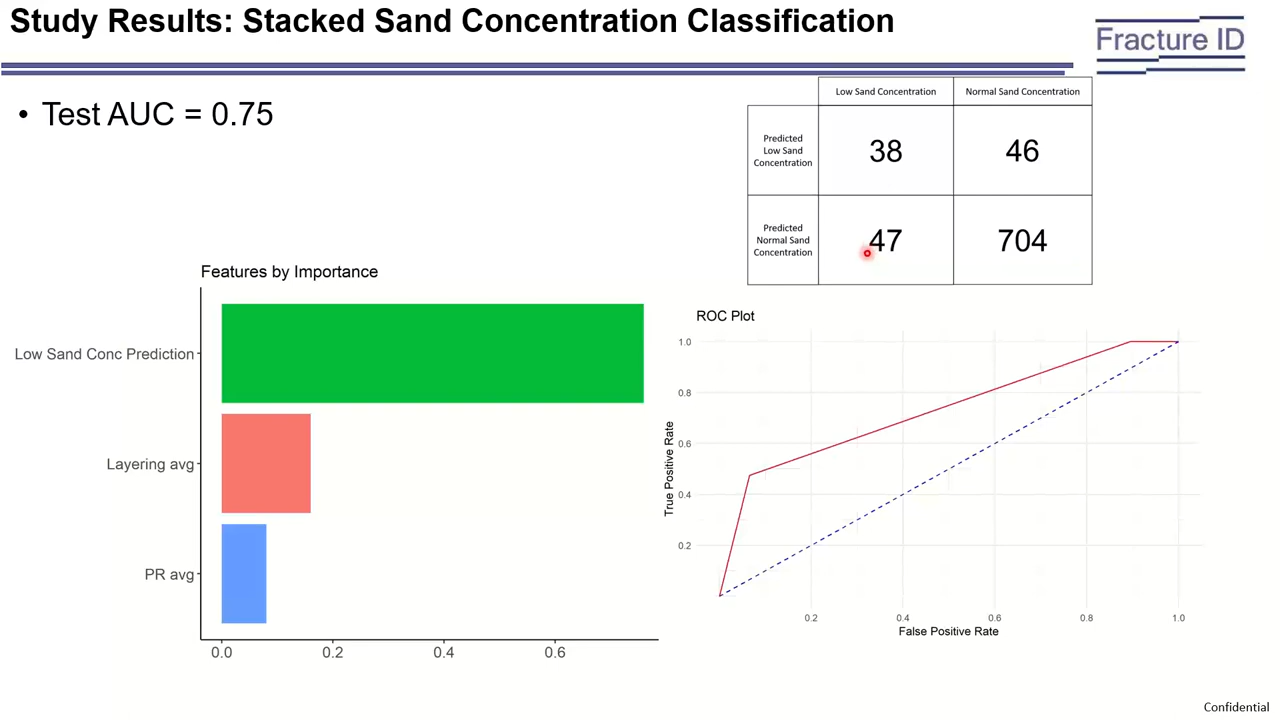 Study Results: Stacked Sand Concentration Classification
Fracture ID
• Test AUC = 0.75
Low Sand Concentration
Normal Sand Concentration
Predicted
Low Sand
Concentration
38
46
Predicted
Normal Sand
Concentration
47
704
Features by Importance
Low Sand Conc Prediction
Layering avg
PR avg
0.0
0.2
0.4
0.6
ROC Plot
True Positive Rate
1.0
0.8
0.6
0.4
0.2
0.2
0.4
0.6
0.8
1.0
False Positive Rate
Confidential